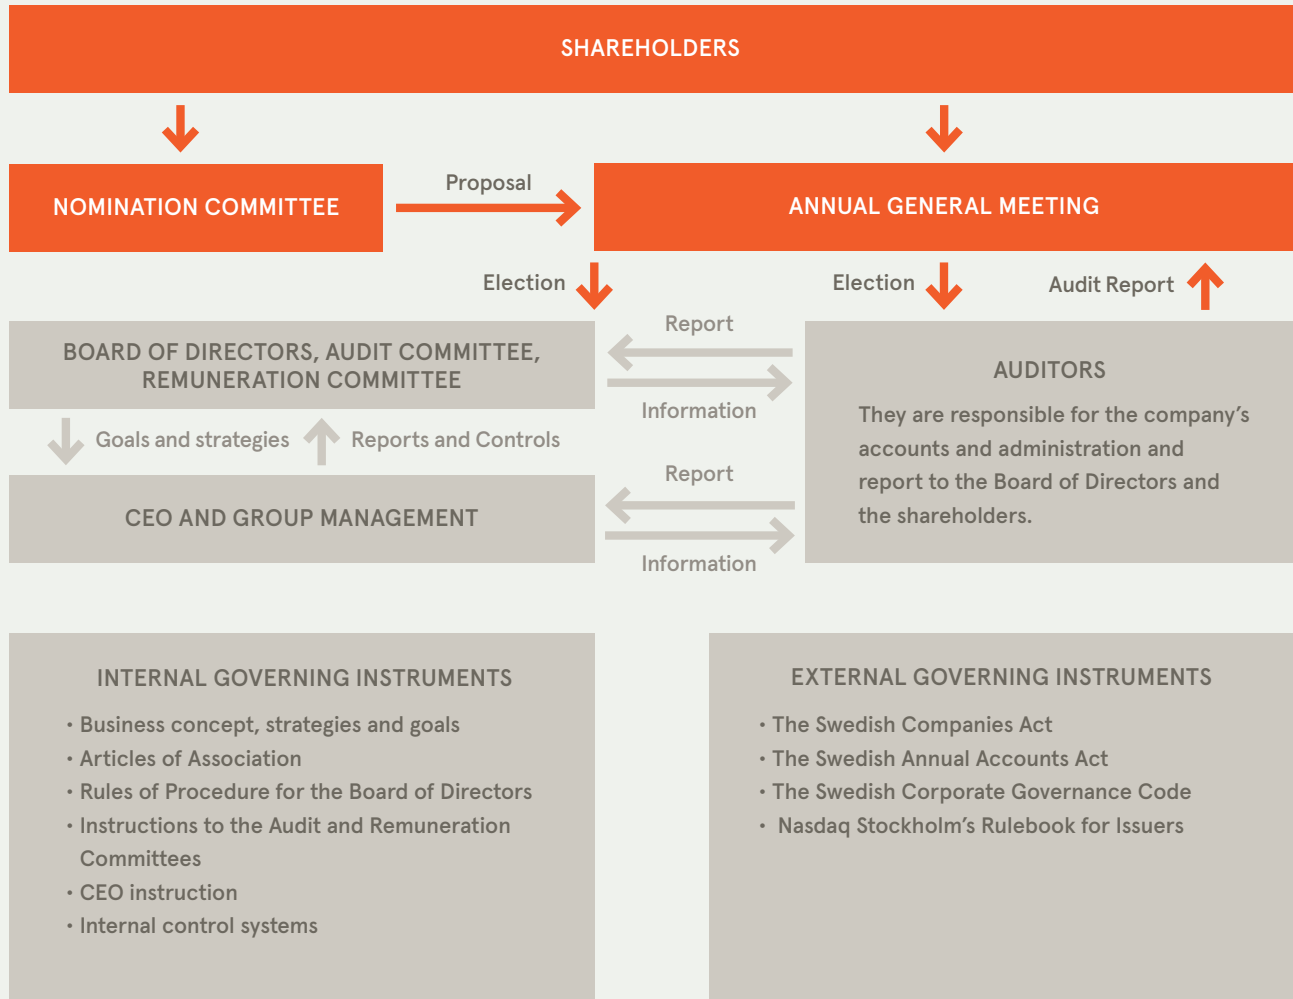 SHAREHOLDERS
Proposal
NOMINATION COMMITTEE
ANNUAL GENERAL MEETING
Election
Election
Audit Report
BOARD OF DIRECTORS, AUDIT COMMITTEE,
REMUNERATION COMMITTEE
Report
Information
Goals and strategies
Reports and Controls
CEO AND GROUP MANAGEMENT
Report
Information
AUDITORS
They are responsible for the company’s
accounts and administration and
report to the Board of Directors and
the shareholders.
INTERNAL GOVERNING INSTRUMENTS
• Business concept, strategies and goals
• Articles of Association
• Rules of Procedure for the Board of Directors
• Instructions to the Audit and Remuneration
Committees
• CEO instruction
• Internal control systems
EXTERNAL GOVERNING INSTRUMENTS
• The Swedish Companies Act
• The Swedish Annual Accounts Act
• The Swedish Corporate Governance Code
• Nasdaq Stockholm’s Rulebook for Issuers